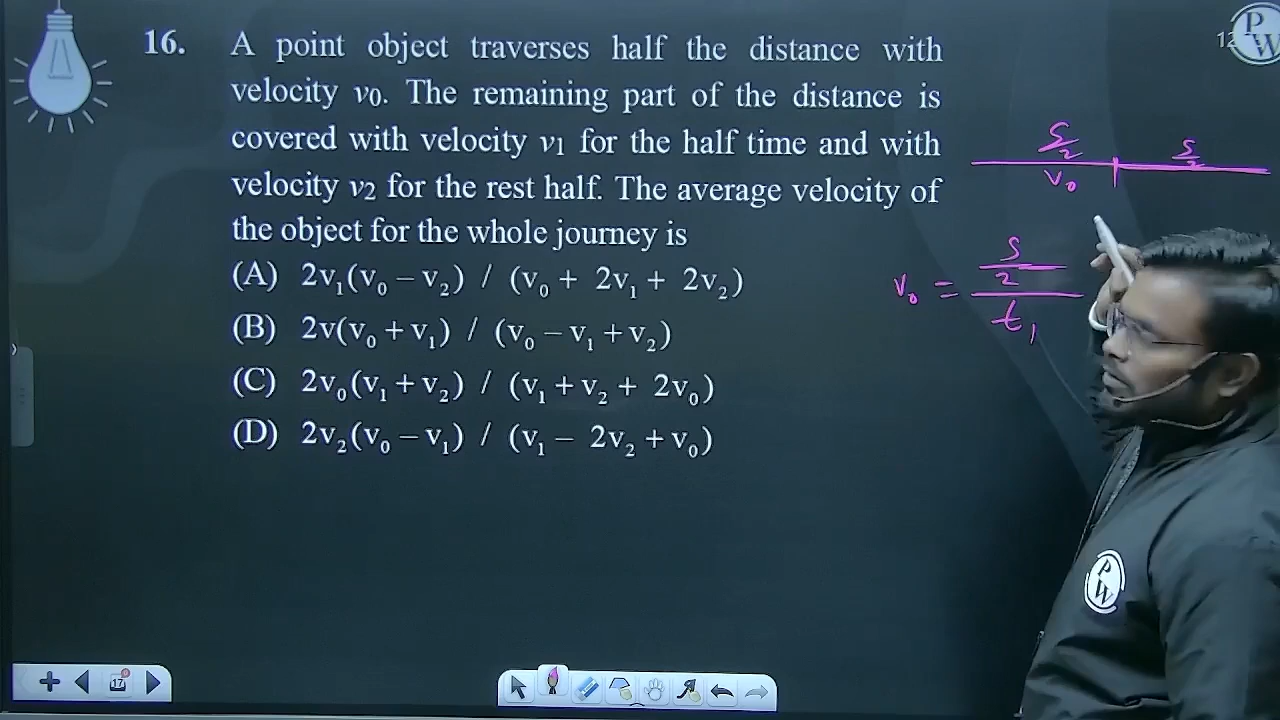 16. A point object traverses half the distance with
velocity v₀. The remaining part of the distance is
covered with velocity v₁ for the half time and with
velocity v₂ for the rest half. The average velocity of
the object for the whole journey is
(A) 2v₁(v₀ – v₂) / (v₀ + 2v₁ + 2v₂)
(B) 2v(v₀ + v₁) / (v₀ – v₁ + v₂)
(C) 2v₀(v₁ + v₂) / (v₁ + v₂ + 2v₀)
(D) 2v₂(v₀ – v₁) / (v₁ – 2v₂ + v₀)
S/2 S/2
v₀
v₀ = S/2 / t₁
PW
PW
17